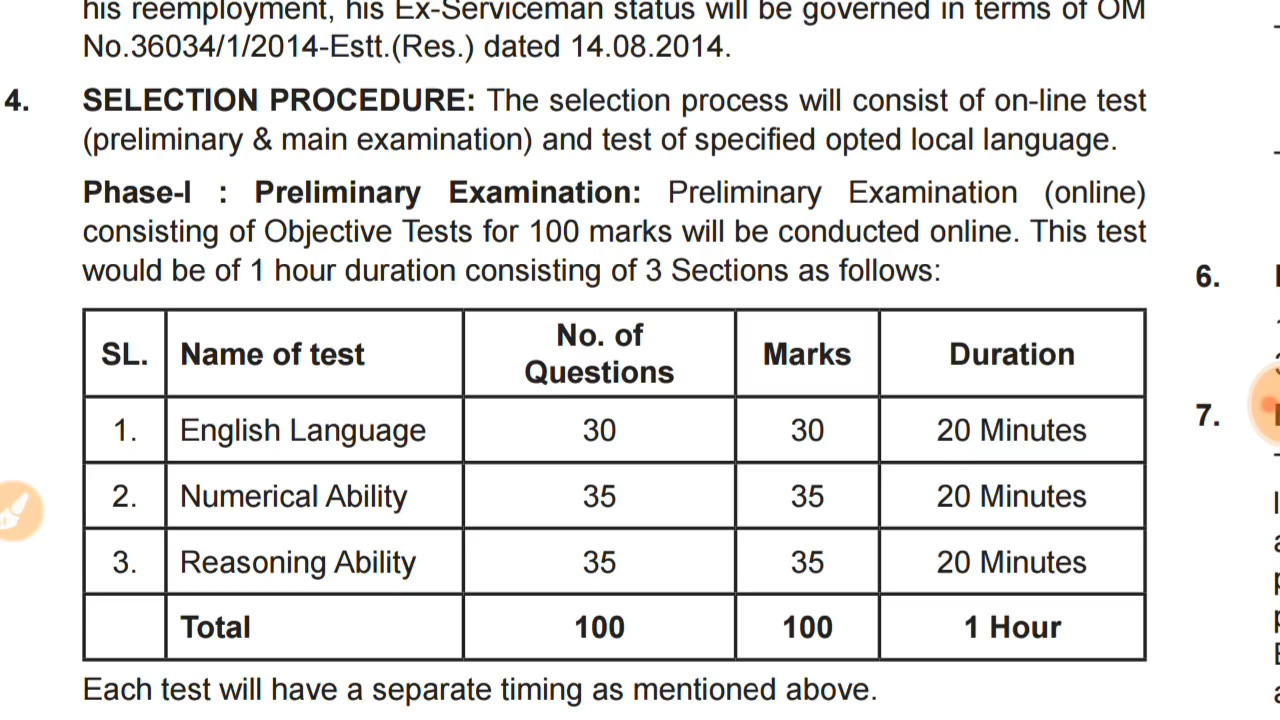 his reemployment, his Ex-Serviceman status will be governed in terms of OM
No.36034/1/2014-Estt.(Res.) dated 14.08.2014.
4. SELECTION PROCEDURE: The selection process will consist of on-line test
(preliminary & main examination) and test of specified opted local language.
Phase-I : Preliminary Examination: Preliminary Examination (online)
consisting of Objective Tests for 100 marks will be conducted online. This test
would be of 1 hour duration consisting of 3 Sections as follows:
SL. Name of test No. of Questions Marks Duration
1. English Language 30 30 20 Minutes
2. Numerical Ability 35 35 20 Minutes
3. Reasoning Ability 35 35 20 Minutes
Total 100 100 1 Hour
Each test will have a separate timing as mentioned above.
6.
7.